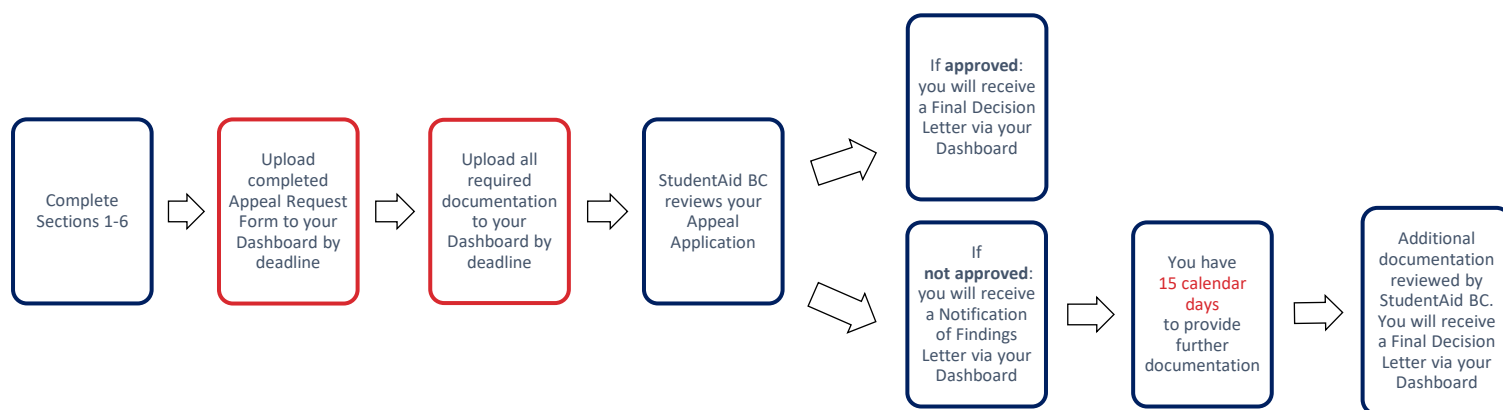 Complete
Sections 1-6
Upload
completed
Appeal Request
Form to your
Dashboard by
deadline
Upload all
required
documentation
to your
Dashboard by
deadline
StudentAid BC
reviews your
Appeal
Application
If approved:
you will receive
a Final Decision
Letter via your
Dashboard
If
not approved:
you will receive
a Notification
of Findings
Letter via your
Dashboard
You have
15 calendar
days
to provide
further
documentation
Additional
documentation
reviewed by
StudentAid BC.
You will receive
a Final Decision
Letter via your
Dashboard